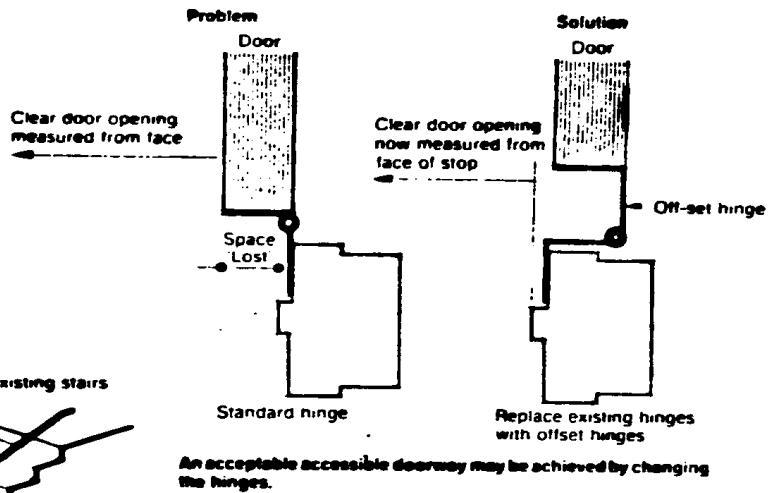 Problem
Door
Clear door opening
measured from face
Space
Lost
Standard hinge
Solution
Door
Clear door opening
now measured from
face of stop
Off-set hinge
Replace existing hinges
with offset hinges
xisting stairs
An acceptable accessible doorway may be achieved by changing
the hinges.